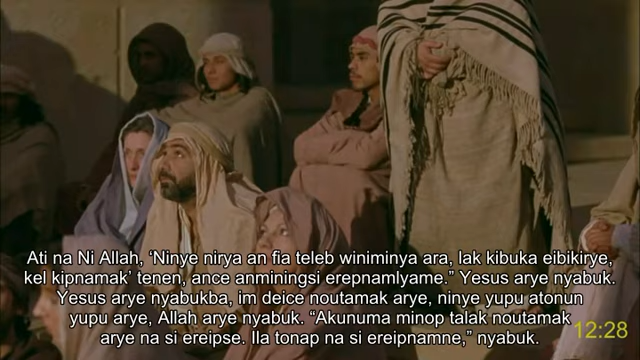 Ati na Ni Allah, ‘Ninye nirya an fia teleb winiminya ara, lak kibuka eibikirye,
kel kipnamak’ tenen, ance anminingsi erepnamlyame.” Yesus arye nyabuk.
Yesus arye nyabukba, im deice noutamak arye, ninye yupu atonun
yupu arye, Allah arye nyabuk. “Akunuma minop talak noutamak
arye na si ereipse. Ila tonap na si ereipnamne,” nyabuk.
12:28